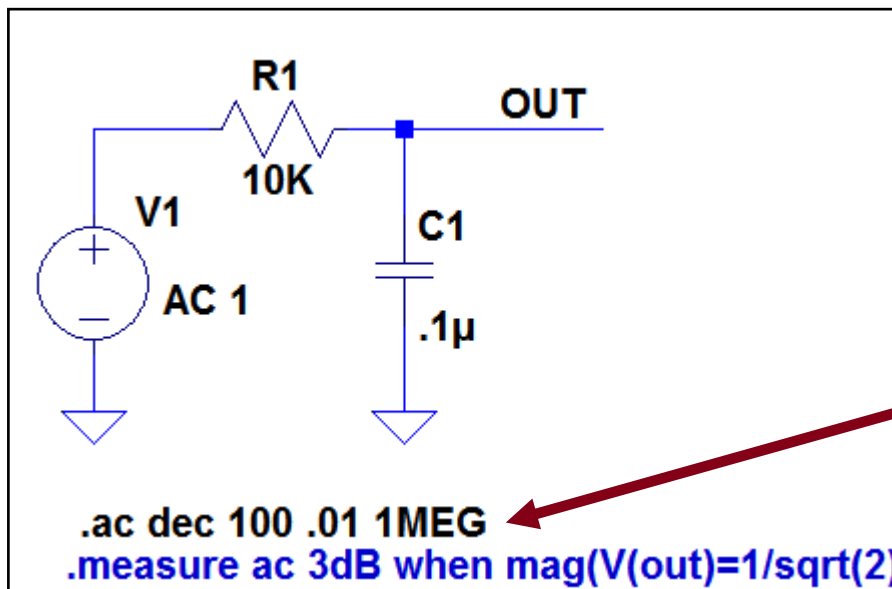 R1
OUT
10K
V1
C1
AC 1
.1µ
.ac dec 100 .01 1MEG
.measure ac 3dB when mag(V(out)=1/sqrt(2)